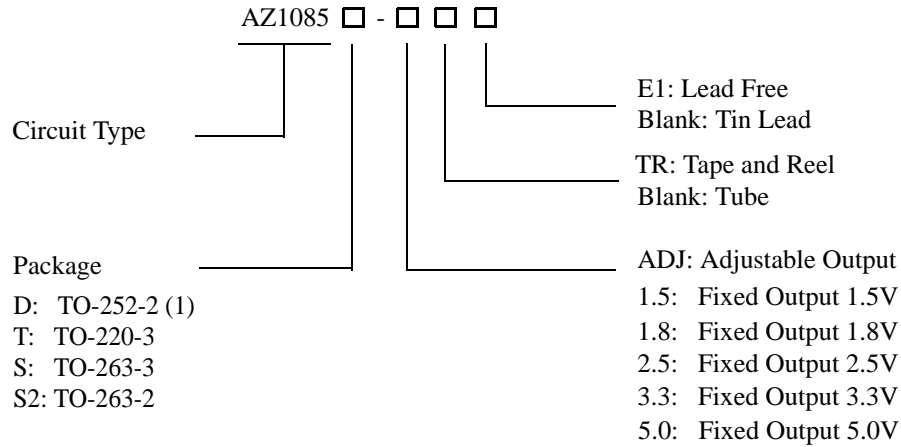 AZ1085 -
Circuit Type
Package
D: TO-252-2 (1)
T: TO-220-3
S: TO-263-3
S2: TO-263-2
E1: Lead Free
Blank: Tin Lead
TR: Tape and Reel
Blank: Tube
ADJ: Adjustable Output
1.5: Fixed Output 1.5V
1.8: Fixed Output 1.8V
2.5: Fixed Output 2.5V
3.3: Fixed Output 3.3V
5.0: Fixed Output 5.0V